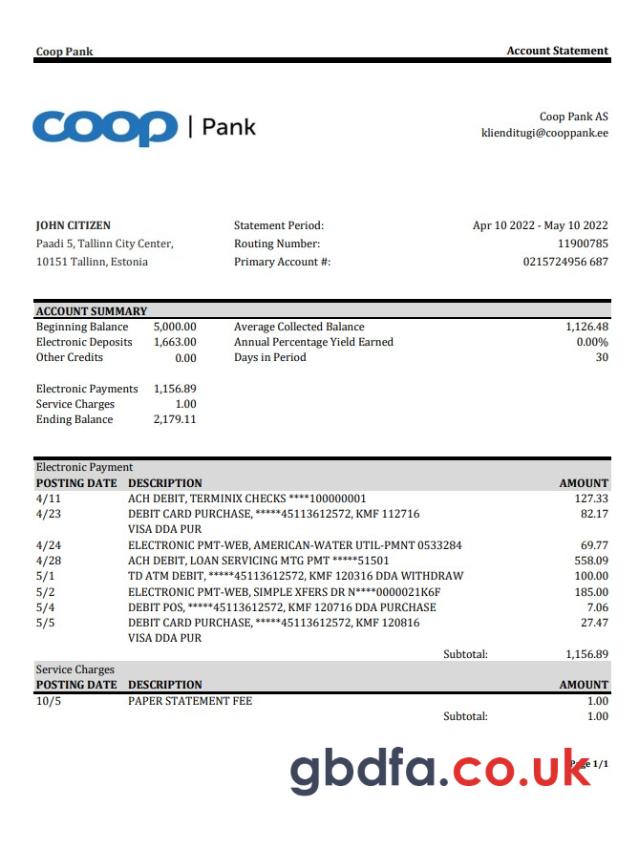 Coop Pank Account Statement
coop | Pank
Coop Pank AS
klienditugi@cooppank.ee
JOHN CITIZEN Statement Period: Apr 10 2022 - May 10 2022
Paadi 5, Tallinn City Center, Routing Number: 11900785
10151 Tallinn, Estonia Primary Account #: 0215724956 687
ACCOUNT SUMMARY
Beginning Balance 5,000.00 Average Collected Balance 1,126.48
Electronic Deposits 1,663.00 Annual Percentage Yield Earned 0.00%
Other Credits 0.00 Days in Period 30
Electronic Payments 1,156.89
Service Charges 1.00
Ending Balance 2,179.11
Electronic Payment
POSTING DATE DESCRIPTION AMOUNT
4/11 ACH DEBIT, TERMINIX CHECKS ****100000001 127.33
4/23 DEBIT CARD PURCHASE, *****45113612572, KMF 112716 82.17
VISA DDA PUR
4/24 ELECTRONIC PMT-WEB, AMERICAN-WATER UTIL-PMNT 0533284 69.77
4/28 ACH DEBIT, LOAN SERVICING MTG PMT *****51501 558.09
5/1 TD ATM DEBIT, *****45113612572, KMF 120316 DDA WITHDRAW 100.00
5/2 ELECTRONIC PMT-WEB, SIMPLE XFERS DR N****0000021K6F 185.00
5/4 DEBIT POS, *****45113612572, KMF 120716 DDA PURCHASE 7.06
5/5 DEBIT CARD PURCHASE, *****45113612572, KMF 120816 27.47
VISA DDA PUR
Subtotal: 1,156.89
Service Charges
POSTING DATE DESCRIPTION AMOUNT
10/5 PAPER STATEMENT FEE 1.00
Subtotal: 1.00
Page 1/1
gbdfa.co.uk